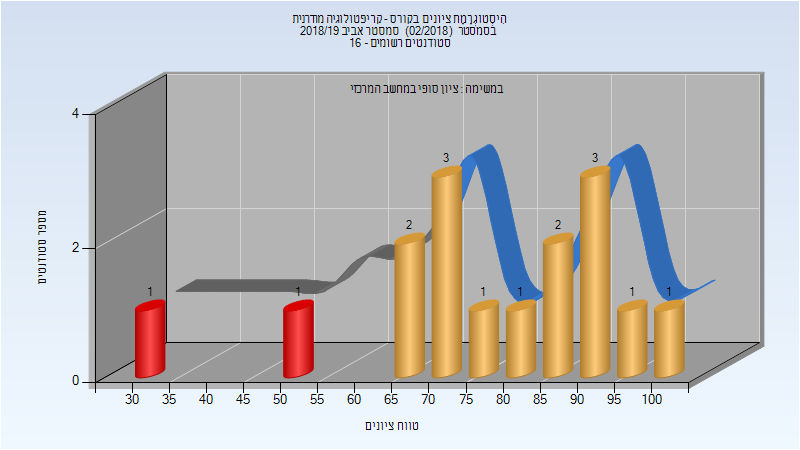 היסטוגרמת ציונים בקורס - קריפטולוגיה מודרנית
בסמסטר (02/2018) סמסטר אביב 2018/19
סטודנטים רשומים - 16
במשימה : ציון סופי במחשב המרכזי
מספר סטודנטים
4
2
0
1
1
2
3
1
1
2
3
1
1
30 35 40 45 50 55 60 65 70 75 80 85 90 95 100
טווח ציונים